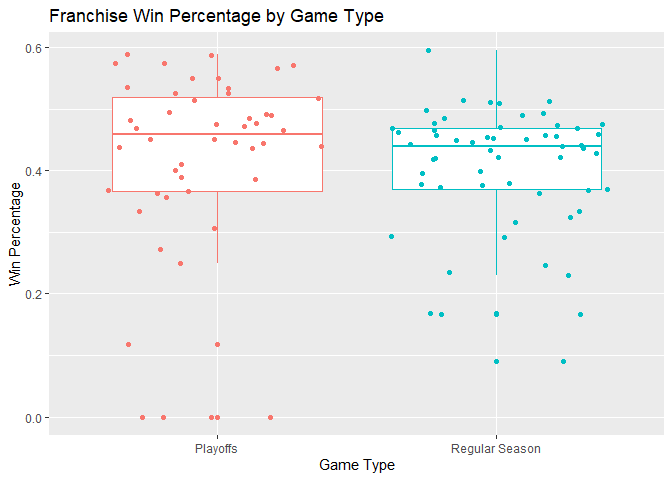 Franchise Win Percentage by Game Type
Win Percentage
0.6
0.4
0.2
0.0
Playoffs
Regular Season
Game Type